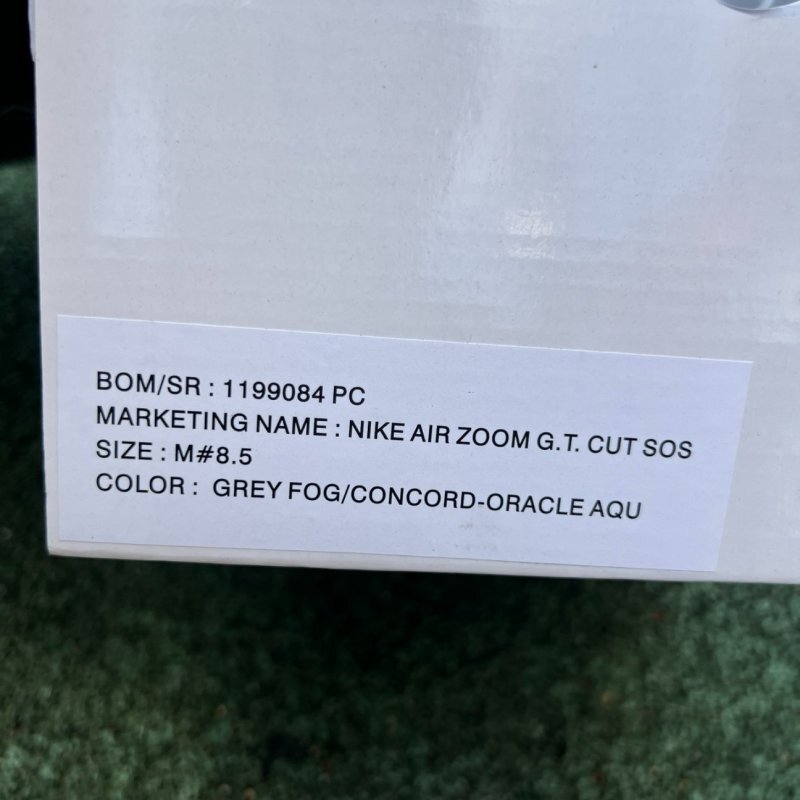 BOM/SR : 1199084 PC
MARKETING NAME : NIKE AIR ZOOM G.T. CUT SOS
SIZE : M#8.5
COLOR :  GREY FOG/CONCORD-ORACLE AQU